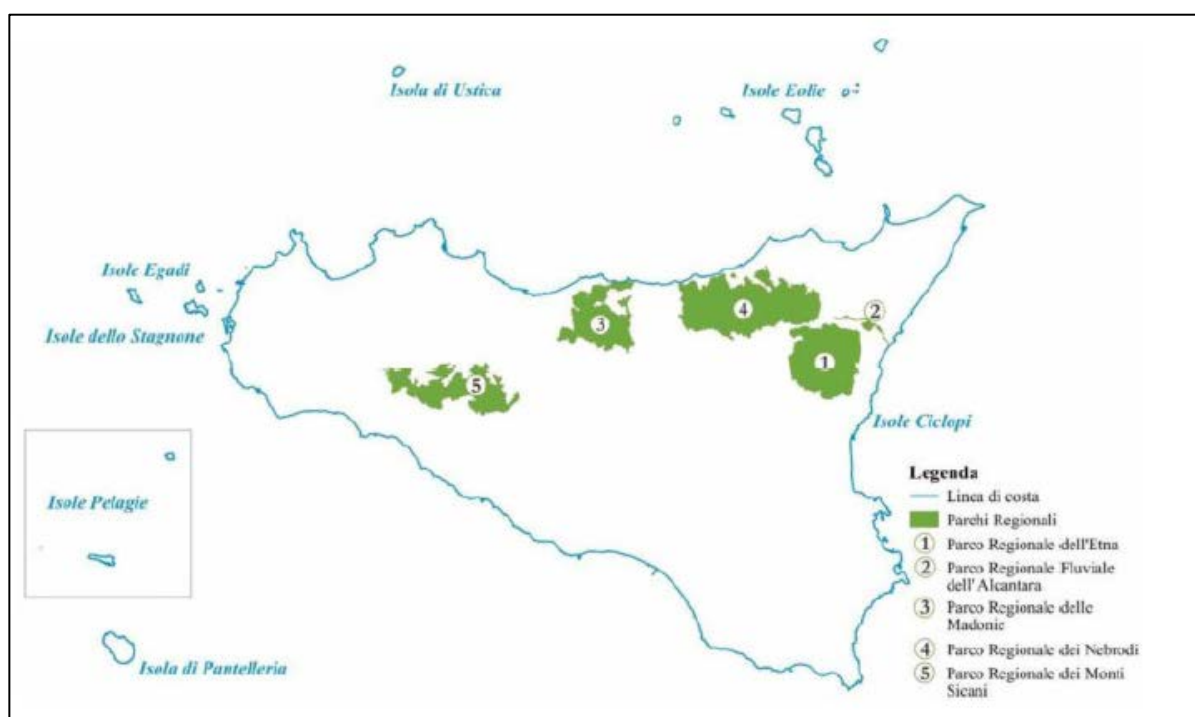 Isola di Ustica
Isole Eolie
Isole Egadi
Isole dello Stagnone
3
4
2
1
5
Isole Ciclopi
Isole Pelagie
Isola di Pantelleria
Legenda
Linea di costa
Parchi Regionali
1 Parco Regionale dell'Etna
2 Parco Regionale Fluviale
dell'Alcantara
3 Parco Regionale delle
Madonie
4 Parco Regionale dei Nebrodi
5 Parco Regionale dei Monti
Sicani